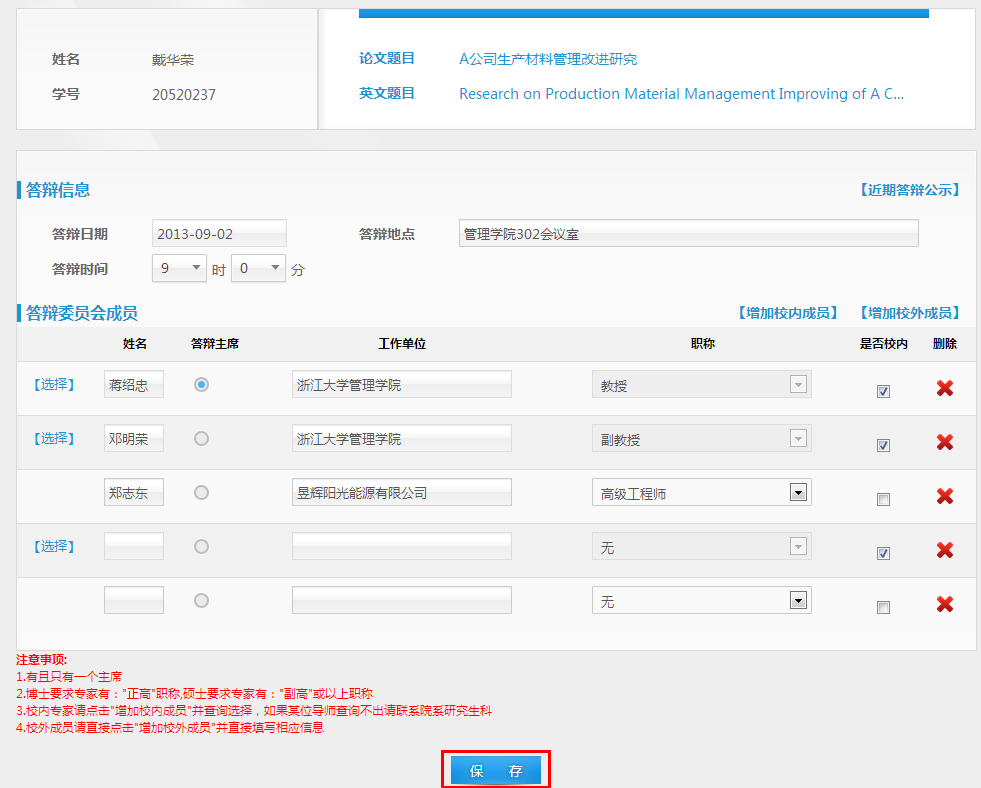 姓名 戴华荣 论文题目 A公司生产材料管理改进研究
学号 20520237 英文题目 Research on Production Material Management Improving of A C...
答辩信息 【近期答辩公示】
答辩日期 2013-09-02 答辩地点 管理学院302会议室
答辩时间 9 时 0 分
答辩委员会成员 【增加校内成员】 【增加校外成员】
姓名 答辩主席 工作单位 职称 是否校内 删除
【选择】 蒋绍忠 浙江大学管理学院 教授
【选择】 邓明荣 浙江大学管理学院 副教授
郑志东 昱辉阳光能源有限公司 高级工程师
【选择】 无
无
注意事项:
1.有且只有一个主席
2.博士要求专家有："正高"职称,硕士要求专家有："副高"或以上职称
3.校内专家请点击"增加校内成员"并查询选择，如果某位导师查询不出请联系院系研究生科
4.校外成员请直接点击"增加校外成员"并直接填写相应信息
保 存